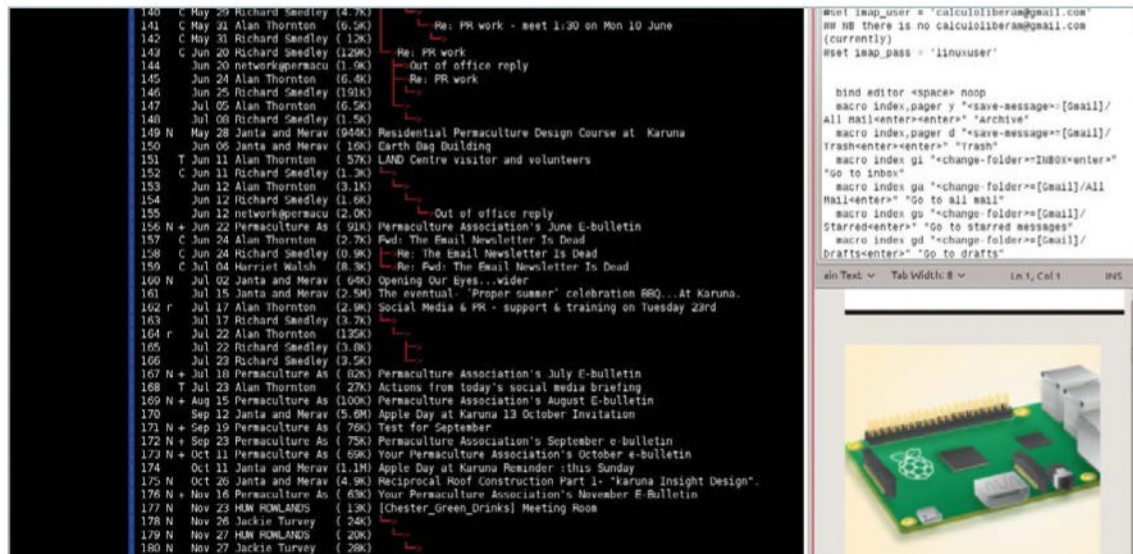 140 C May 29 Richard Smedley (4.7K)
141 C May 31 Alan Thornton (6.5K) Re: PR work - meet 1:30 on Mon 10 June
142 C May 31 Richard Smedley ( 12K)
143 C Jun 20 Richard Smedley (129K) Re: PR work
144 Jun 20 network@permacu (1.9K) Out of office reply
145 Jun 24 Alan Thornton (6.4K) Re: PR work
146 Jun 25 Richard Smedley (191K)
147 Jul 05 Alan Thornton (6.5K)
148 Jul 08 Richard Smedley (1.5K)
149 N May 28 Janta and Merav (944K) Residential Permaculture Design Course at Karuna
150 Jun 06 Janta and Merav ( 16K) Earth Bag Building
151 T Jun 11 Alan Thornton ( 57K) LAND Centre visitor and volunteers
152 C Jun 11 Richard Smedley (1.3K)
153 Jun 12 Alan Thornton (3.1K)
154 Jun 12 Richard Smedley (1.6K)
155 Jun 12 network@permacu (2.0K) Out of office reply
156 N + Jun 22 Permaculture As ( 91K) Permaculture Association's June E-bulletin
157 C Jun 24 Alan Thornton (2.7K) Fwd: The Email Newsletter Is Dead
158 C Jun 24 Richard Smedley (0.9K) Re: The Email Newsletter Is Dead
159 C Jul 04 Harriet Walsh (8.3K) Re: Fwd: The Email Newsletter Is Dead
160 N Jul 02 Janta and Merav ( 64K) Opening Our Eyes...wider
161 Jul 15 Janta and Merav (2.5M) The eventual- 'Proper summer' celebration BBQ...At Karuna.
162 r Jul 17 Alan Thornton (2.9K) Social Media & PR - support & training on Tuesday 23rd
163 Jul 17 Richard Smedley (3.7K)
164 r Jul 22 Alan Thornton (135K)
165 Jul 22 Richard Smedley (3.8K)
166 Jul 23 Richard Smedley (3.5K)
167 N + Jul 18 Permaculture As ( 82K) Permaculture Association's July E-bulletin
168 T Jul 23 Alan Thornton ( 27K) Actions from today's social media briefing
169 N + Aug 15 Permaculture As (100K) Permaculture Association's August E-bulletin
170 Sep 12 Janta and Merav (5.6M) Apple Day at Karuna 13 October Invitation
171 N + Sep 19 Permaculture As ( 76K) Test for September
172 N + Sep 23 Permaculture As ( 75K) Permaculture Association's September e-bulletin
173 N + Oct 11 Permaculture As ( 69K) Your Permaculture Association's October e-bulletin
174 Oct 11 Janta and Merav (1.1M) Apple Day at Karuna Reminder :this Sunday
175 N Oct 26 Janta and Merav (4.9K) Reciprocal Roof Construction Part 1- "karuna Insight Design".
176 N + Nov 16 Permaculture As ( 63K) Your Permaculture Association's November E-Bulletin
177 N Nov 23 HUW ROWLANDS ( 13K) [Chester_Green_Drinks] Meeting Room
178 N Nov 26 Jackie Turvey ( 24K)
179 N Nov 27 HUW ROWLANDS ( 20K)
180 N Nov 27 Jackie Turvey ( 28K)
#set imap_user = 'calculoliberam@gmail.com'
## NB there is no calculoliberam@gmail.com
(currently)
#set imap_pass = 'linuxuser'
bind editor <space> noop
macro index,pager y "<save-message>=[Gmail]/
All Mail<enter><enter>" "Archive"
macro index,pager d "<save-message>=[Gmail]/
Trash<enter><enter>" "Trash"
macro index gi "<change-folder>=INBOX<enter>"
"Go to inbox"
macro index ga "<change-folder>=[Gmail]/All
Mail<enter>" "Go to all mail"
macro index gs "<change-folder>=[Gmail]/
Starred<enter>" "Go to starred messages"
macro index gd "<change-folder>=[Gmail]/
Drafts<enter>" "Go to drafts"
ain Text Tab Width: 8 Ln 1, Col 1 INS